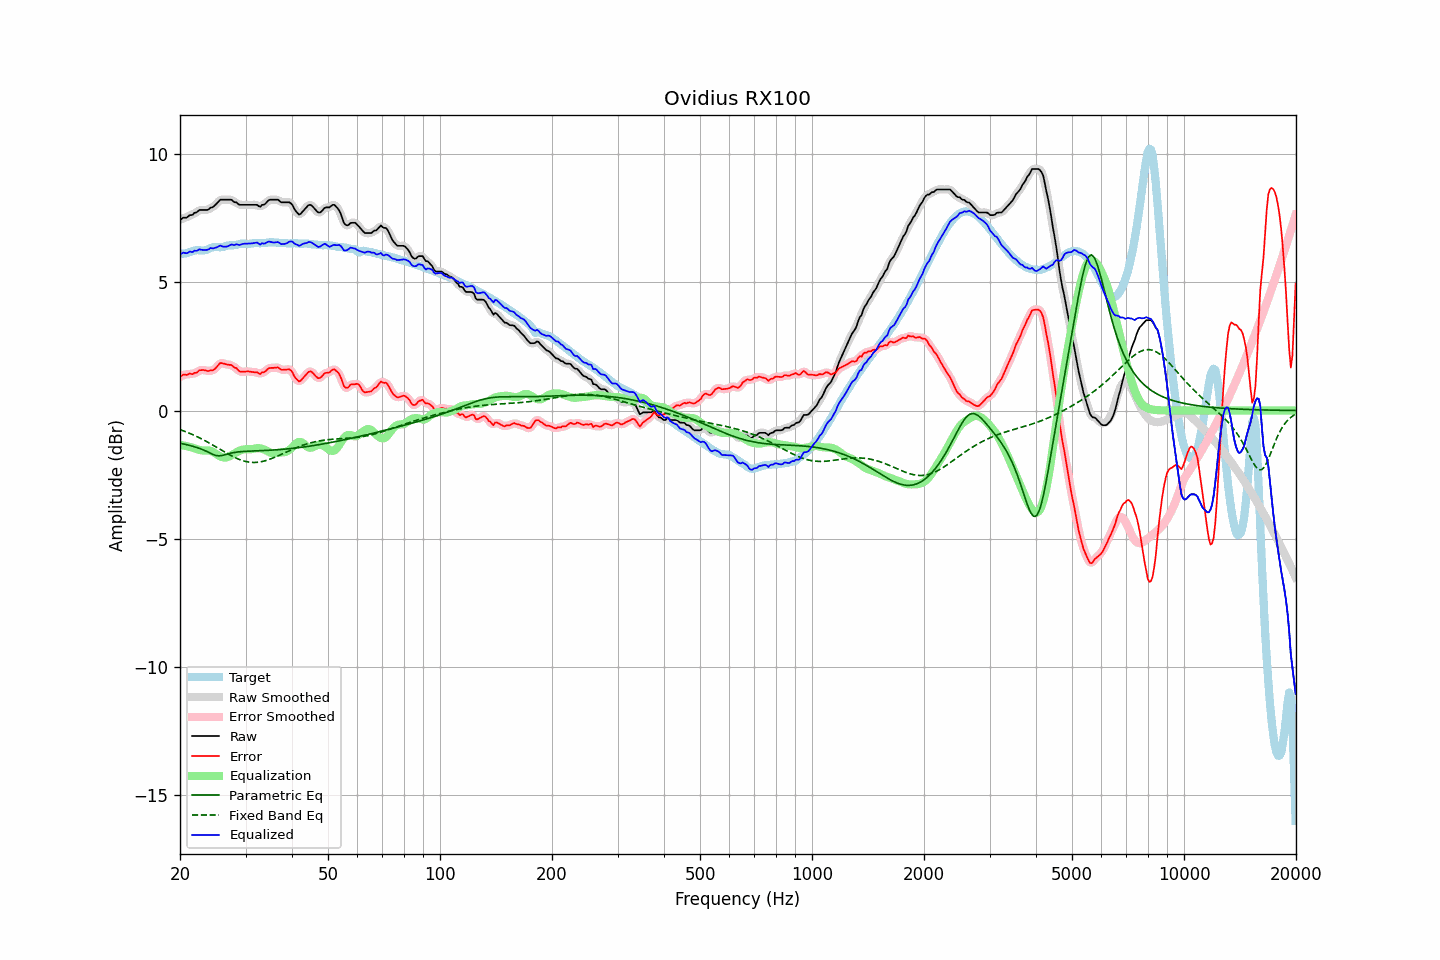 Ovidius RX100
Amplitude (dBr)
10
5
0
−5
−10
−15
Target
Raw Smoothed
Error Smoothed
Raw
Error
Equalization
Parametric Eq
Fixed Band Eq
Equalized
20
50
100
200
500
1000
2000
5000
10000
20000
Frequency (Hz)